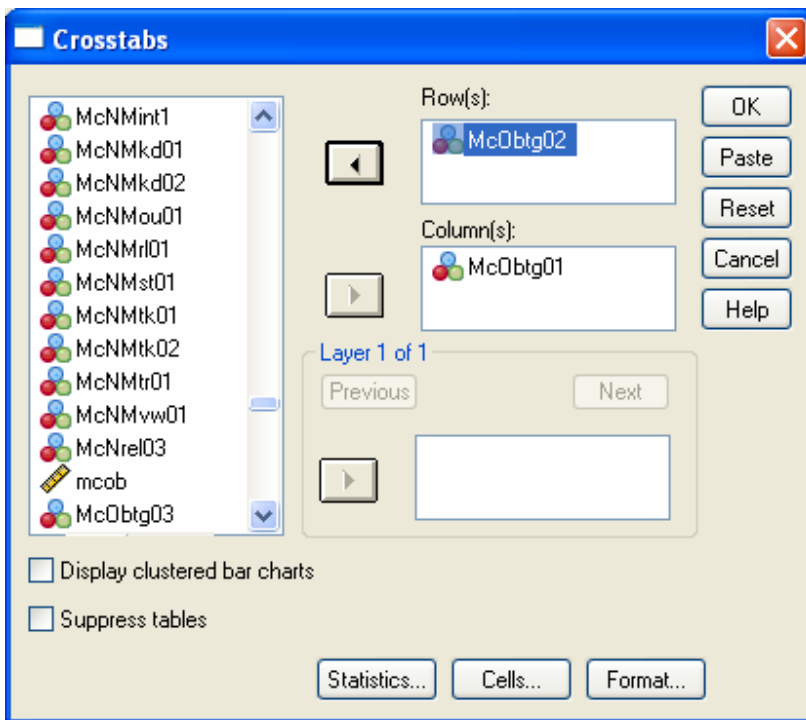 Crosstabs
McNMint1
McNMkd01
McNMkd02
McNMou01
McNMrl01
McNMst01
McNMtk01
McNMtk02
McNMtr01
McNMvw01
McNrel03
mcob
McObtg03
Row(s):
McObtg02
Column(s):
McObtg01
Layer 1 of 1
Previous
Next
OK
Paste
Reset
Cancel
Help
Display clustered bar charts
Suppress tables
Statistics...
Cells...
Format...